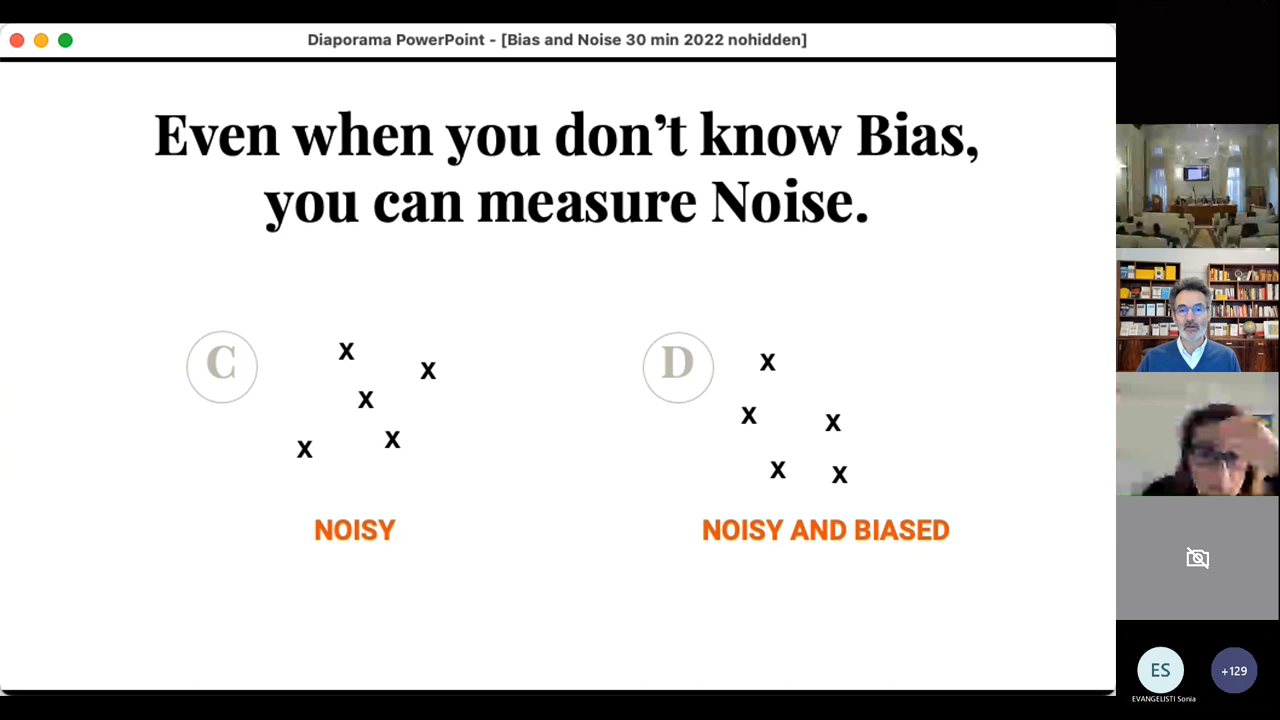 Diaporama PowerPoint - [Bias and Noise 30 min 2022 nohidden]
Even when you don’t know Bias,
you can measure Noise.
C
X
X
X
X
X
NOISY
D
X
X
X
X
X
NOISY AND BIASED
ES
+129
EVANGELISTI Sonia